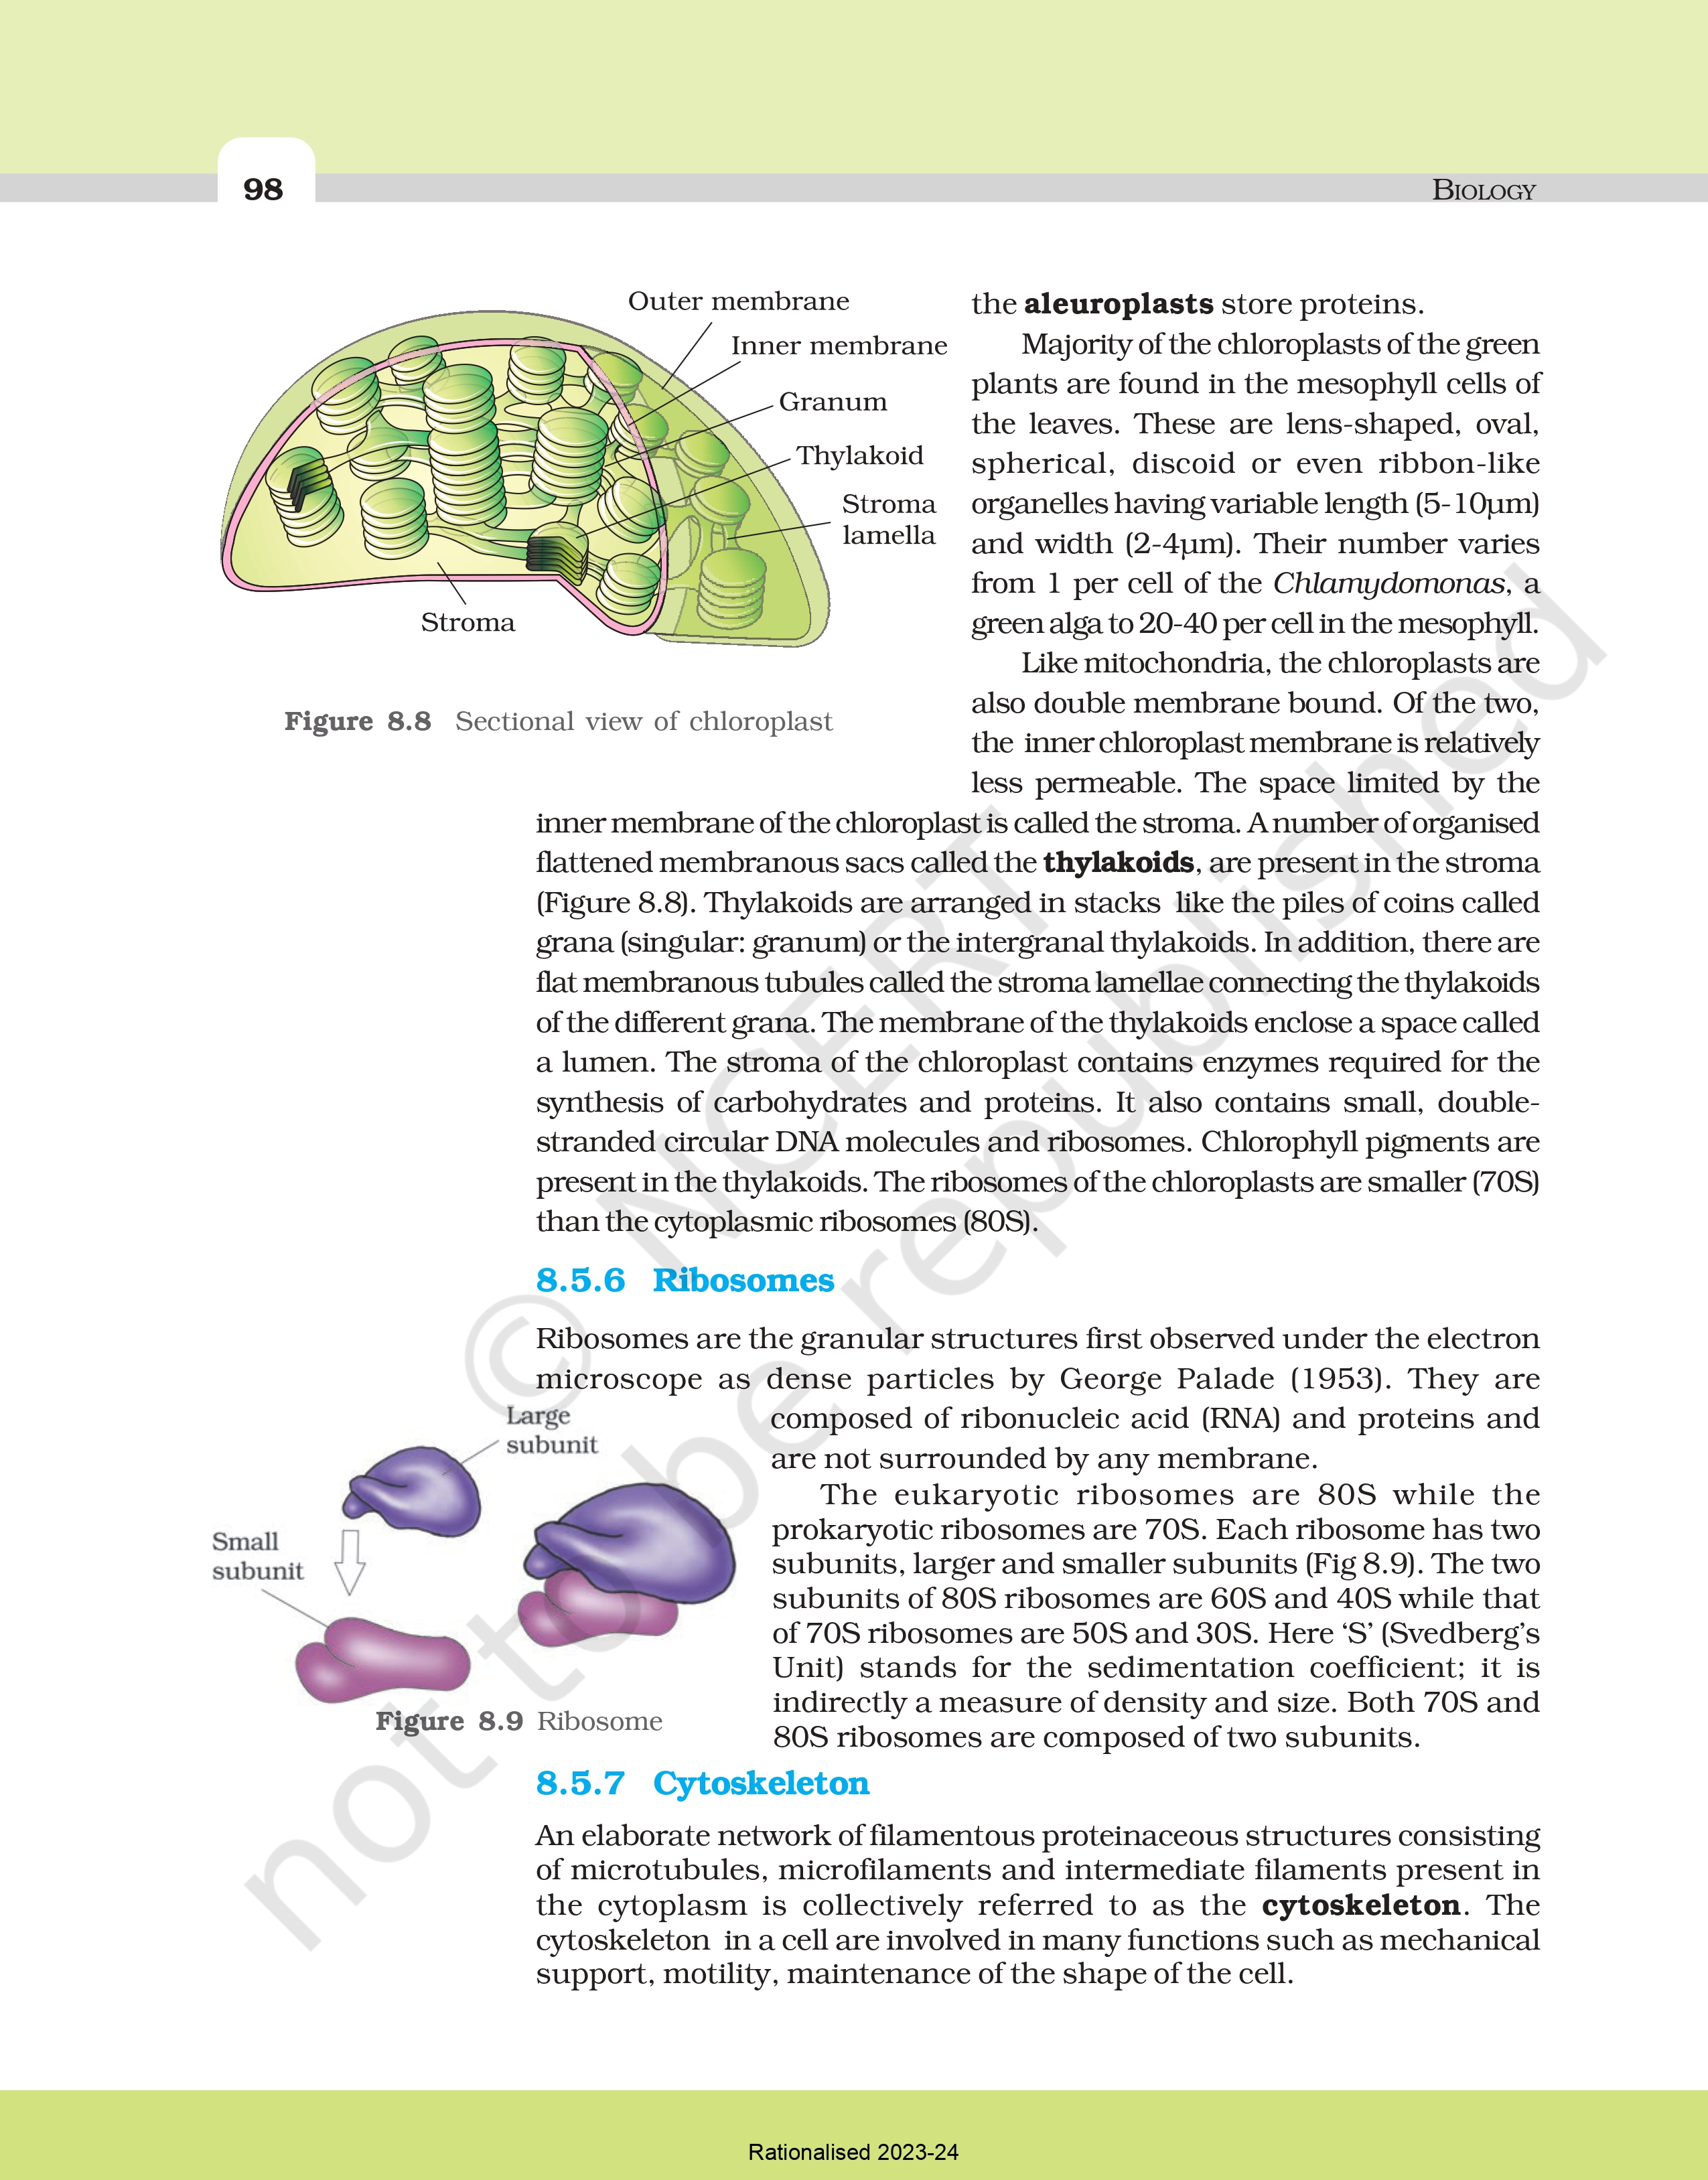 98
BIOLOGY
Outer membrane
Inner membrane
Granum
Thylakoid
Stroma
lamella
Stroma
Figure 8.8 Sectional view of chloroplast
the aleuroplasts store proteins.
Majority of the chloroplasts of the green
plants are found in the mesophyll cells of
the leaves. These are lens-shaped, oval,
spherical, discoid or even ribbon-like
organelles having variable length (5-10µm)
and width (2-4µm). Their number varies
from 1 per cell of the Chlamydomonas, a
green alga to 20-40 per cell in the mesophyll.
Like mitochondria, the chloroplasts are
also double membrane bound. Of the two,
the inner chloroplast membrane is relatively
less permeable. The space limited by the
inner membrane of the chloroplast is called the stroma. A number of organised
flattened membranous sacs called the thylakoids, are present in the stroma
(Figure 8.8). Thylakoids are arranged in stacks like the piles of coins called
grana (singular: granum) or the intergranal thylakoids. In addition, there are
flat membranous tubules called the stroma lamellae connecting the thylakoids
of the different grana. The membrane of the thylakoids enclose a space called
a lumen. The stroma of the chloroplast contains enzymes required for the
synthesis of carbohydrates and proteins. It also contains small, double-
stranded circular DNA molecules and ribosomes. Chlorophyll pigments are
present in the thylakoids. The ribosomes of the chloroplasts are smaller (70S)
than the cytoplasmic ribosomes (80S).
8.5.6 Ribosomes
Ribosomes are the granular structures first observed under the electron
microscope as dense particles by George Palade (1953). They are
composed of ribonucleic acid (RNA) and proteins and
are not surrounded by any membrane.
The eukaryotic ribosomes are 80S while the
prokaryotic ribosomes are 70S. Each ribosome has two
subunits, larger and smaller subunits (Fig 8.9). The two
subunits of 80S ribosomes are 60S and 40S while that
of 70S ribosomes are 50S and 30S. Here ‘S’ (Svedberg’s
Unit) stands for the sedimentation coefficient; it is
indirectly a measure of density and size. Both 70S and
80S ribosomes are composed of two subunits.
Large
subunit
Small
subunit
Figure 8.9 Ribosome
8.5.7 Cytoskeleton
An elaborate network of filamentous proteinaceous structures consisting
of microtubules, microfilaments and intermediate filaments present in
the cytoplasm is collectively referred to as the cytoskeleton. The
cytoskeleton in a cell are involved in many functions such as mechanical
support, motility, maintenance of the shape of the cell.
© NCERT
not to be republished
Rationalised 2023-24